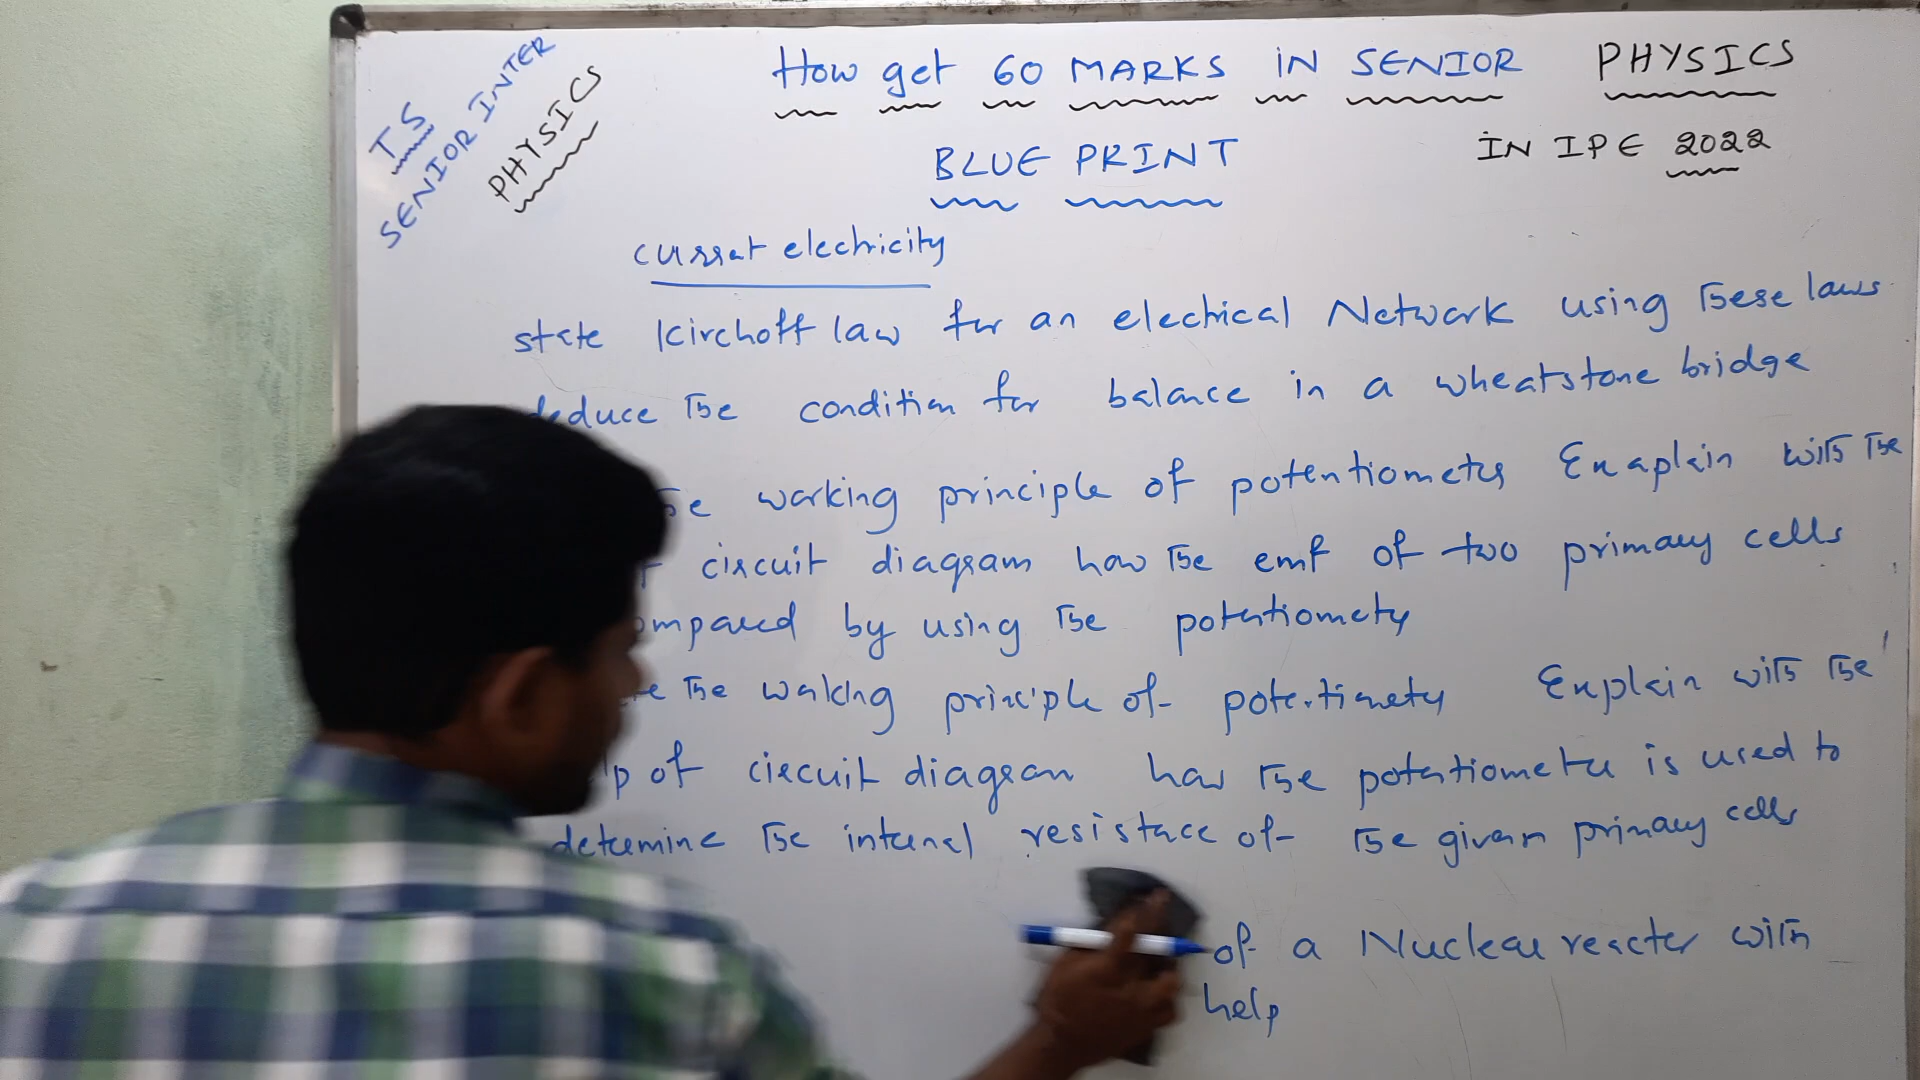 TS
SENIOR INTER
PHYSICS
How get 60 MARKS iN SENIOR PHYSICS
BLUE PRINT
IN IPE 2022
current electricity
state Kirchoff law for an electrical Network using These laws
deduce The condition for balance in a wheatstone bridge
working principle of potentiometer Exaplain with The
circuit diagram how The emf of two primary cells
by using The potentiometer
The working principle of potentiometer Explain with The
of circuit diagram how The potentiometer is used to
determine The internal resistace of The given primary cells
of a Nuclear reacter with
help